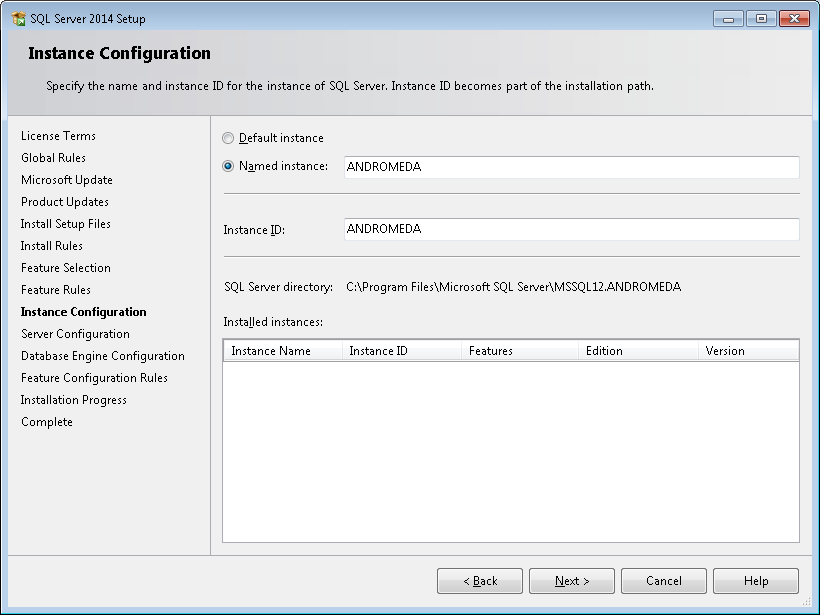 SQL Server 2014 Setup
Instance Configuration
Specify the name and instance ID for the instance of SQL Server. Instance ID becomes part of the installation path.
License Terms
Global Rules
Microsoft Update
Product Updates
Install Setup Files
Install Rules
Feature Selection
Feature Rules
Instance Configuration
Server Configuration
Database Engine Configuration
Feature Configuration Rules
Installation Progress
Complete
Default instance
Named instance: ANDROMEDA
Instance ID: ANDROMEDA
SQL Server directory: C:\Program Files\Microsoft SQL Server\MSSQL12.ANDROMEDA
Installed instances:
Instance Name Instance ID Features Edition Version
< Back Next > Cancel Help